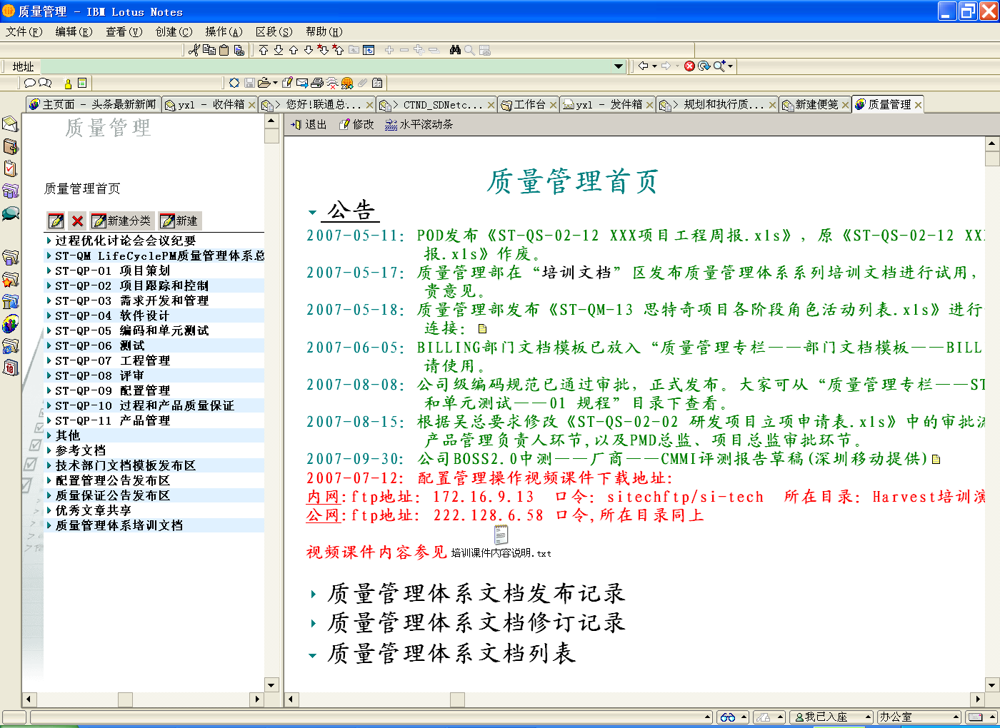 质量管理 - IBM Lotus Notes
文件(F) 编辑(E) 查看(V) 创建(C) 操作(A) 区段(S) 帮助(H)
地址
主页面 - 头条最新新闻 yxl - 收件箱 > 您好!联通总... > CTND_SDNetc... 工作台 yxl - 发件箱 > 规划和执行质... 新建便笺 质量管理
质量管理
质量管理首页
新建分类 新建
过程优化讨论会会议纪要
ST-QM LifeCyclePM质量管理体系总
ST-QP-01 项目策划
ST-QP-02 项目跟踪和控制
ST-QP-03 需求开发和管理
ST-QP-04 软件设计
ST-QP-05 编码和单元测试
ST-QP-06 测试
ST-QP-07 工程管理
ST-QP-08 评审
ST-QP-09 配置管理
ST-QP-10 过程和产品质量保证
ST-QP-11 产品管理
其他
参考文档
技术部门文档模板发布区
配置管理公告发布区
质量保证公告发布区
优秀文章共享
质量管理体系培训文档
退出 修改 水平滚动条
质量管理首页
公告
2007-05-11: POD发布《ST-QS-02-12 XXX项目工程周报.xls》, 原《ST-QS-02-12 XX
报.xls》作废。
2007-05-17: 质量管理部在“培训文档”区发布质量管理体系系列培训文档进行试用,
贵意见。
2007-05-18: 质量管理部发布《ST-QM-13 思特奇项目各阶段角色活动列表.xls》进行
连接:
2007-06-05: BILLING部门文档模板已放入“质量管理专栏——部门文档模板——BILL
请使用。
2007-08-08: 公司级编码规范已通过审批, 正式发布。大家可从“质量管理专栏——ST
和单元测试——01 规程”目录下查看。
2007-08-15: 根据吴总要求修改《ST-QS-02-02 研发项目立项申请表.xls》中的审批流
产品管理负责人环节,以及PMD总监、项目总监审批环节。
2007-09-30: 公司BOSS2.0中测——厂商——CMMI评测报告草稿(深圳移动提供)
2007-07-12: 配置管理操作视频课件下载地址:
内网:ftp地址: 172.16.9.13 口令: sitechftp/si-tech 所在目录: Harvest培训演
公网:ftp地址: 222.128.6.58 口令,所在目录同上
视频课件内容参见 培训课件内容说明.txt
质量管理体系文档发布记录
质量管理体系文档修订记录
质量管理体系文档列表
我已入座 办公室